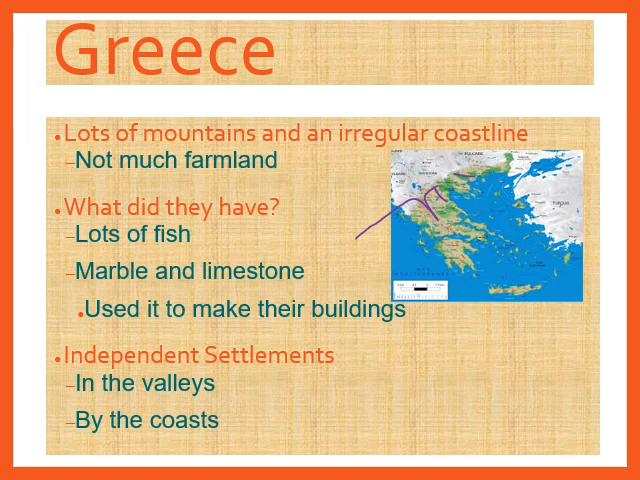 Greece
•Lots of mountains and an irregular coastline
–Not much farmland
•What did they have?
–Lots of fish
–Marble and limestone
•Used it to make their buildings
•Independent Settlements
–In the valleys
–By the coasts